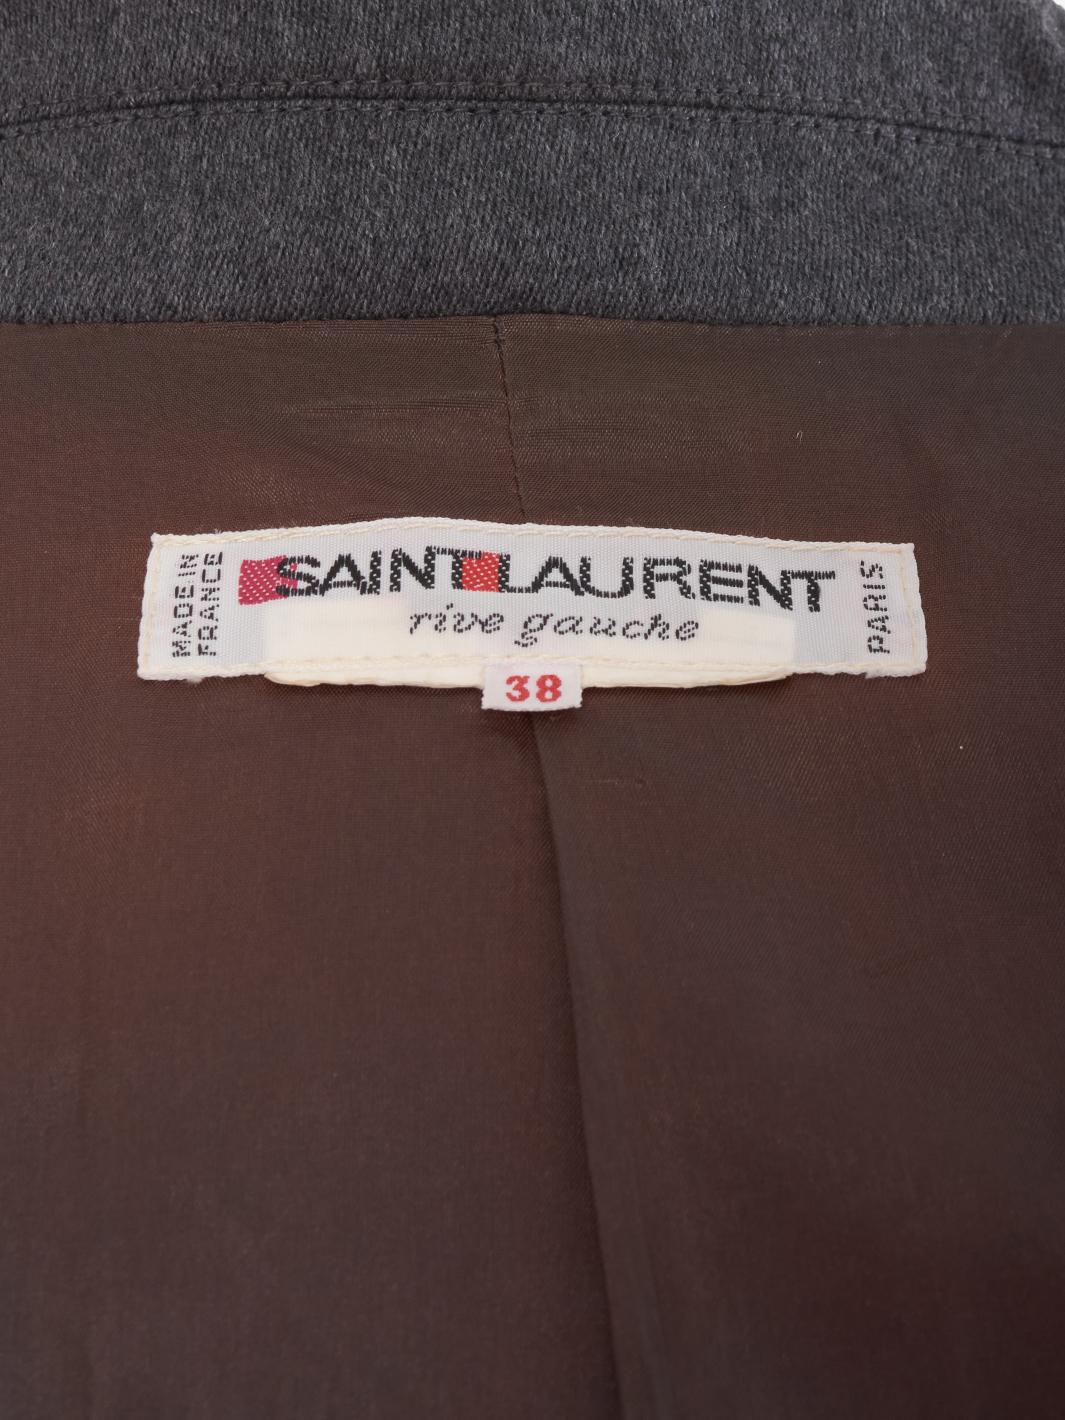 MADE IN
FRANCE
SAINT LAURENT
rive gauche
PARIS
38